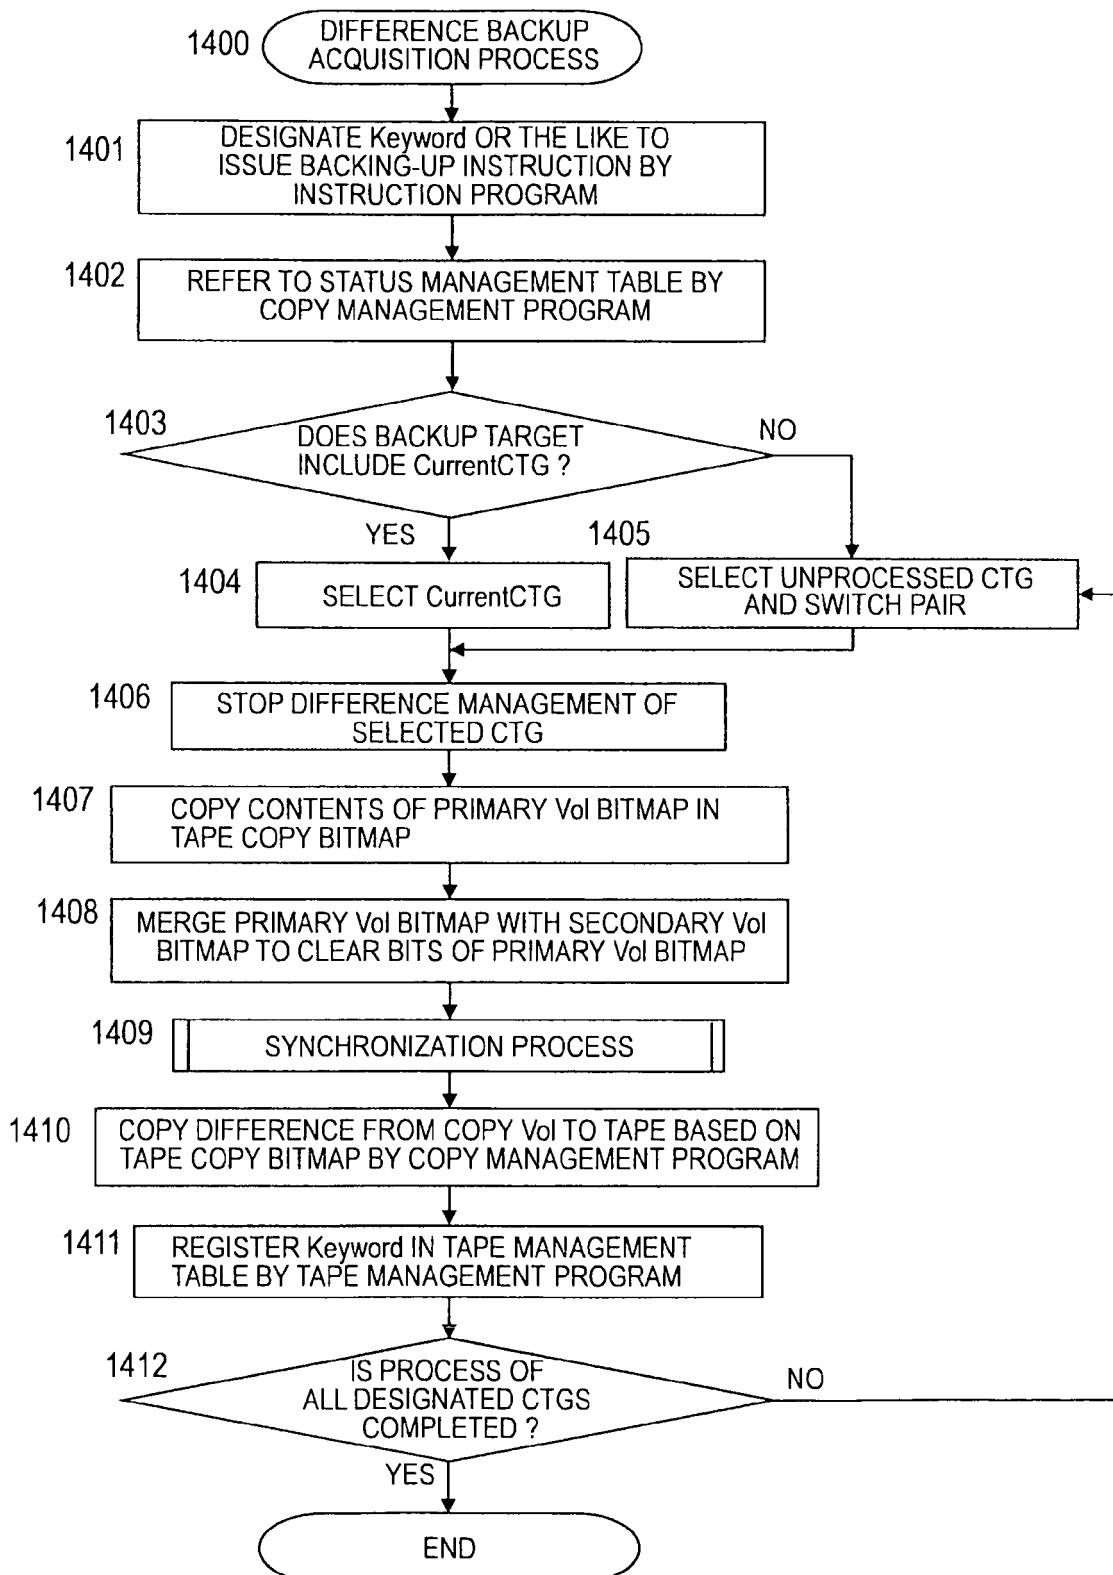 1400
DIFFERENCE BACKUP
ACQUISITION PROCESS
1401
DESIGNATE Keyword OR THE LIKE TO
ISSUE BACKING-UP INSTRUCTION BY
INSTRUCTION PROGRAM
1402
REFER TO STATUS MANAGEMENT TABLE BY
COPY MANAGEMENT PROGRAM
1403
DOES BACKUP TARGET
INCLUDE CurrentCTG ?
NO
YES
1404
SELECT CurrentCTG
1405
SELECT UNPROCESSED CTG
AND SWITCH PAIR
1406
STOP DIFFERENCE MANAGEMENT OF
SELECTED CTG
1407
COPY CONTENTS OF PRIMARY Vol BITMAP IN
TAPE COPY BITMAP
1408
MERGE PRIMARY Vol BITMAP WITH SECONDARY Vol
BITMAP TO CLEAR BITS OF PRIMARY Vol BITMAP
1409
SYNCHRONIZATION PROCESS
1410
COPY DIFFERENCE FROM COPY Vol TO TAPE BASED ON
TAPE COPY BITMAP BY COPY MANAGEMENT PROGRAM
1411
REGISTER Keyword IN TAPE MANAGEMENT
TABLE BY TAPE MANAGEMENT PROGRAM
1412
IS PROCESS OF
ALL DESIGNATED CTGS
COMPLETED ?
NO
YES
END